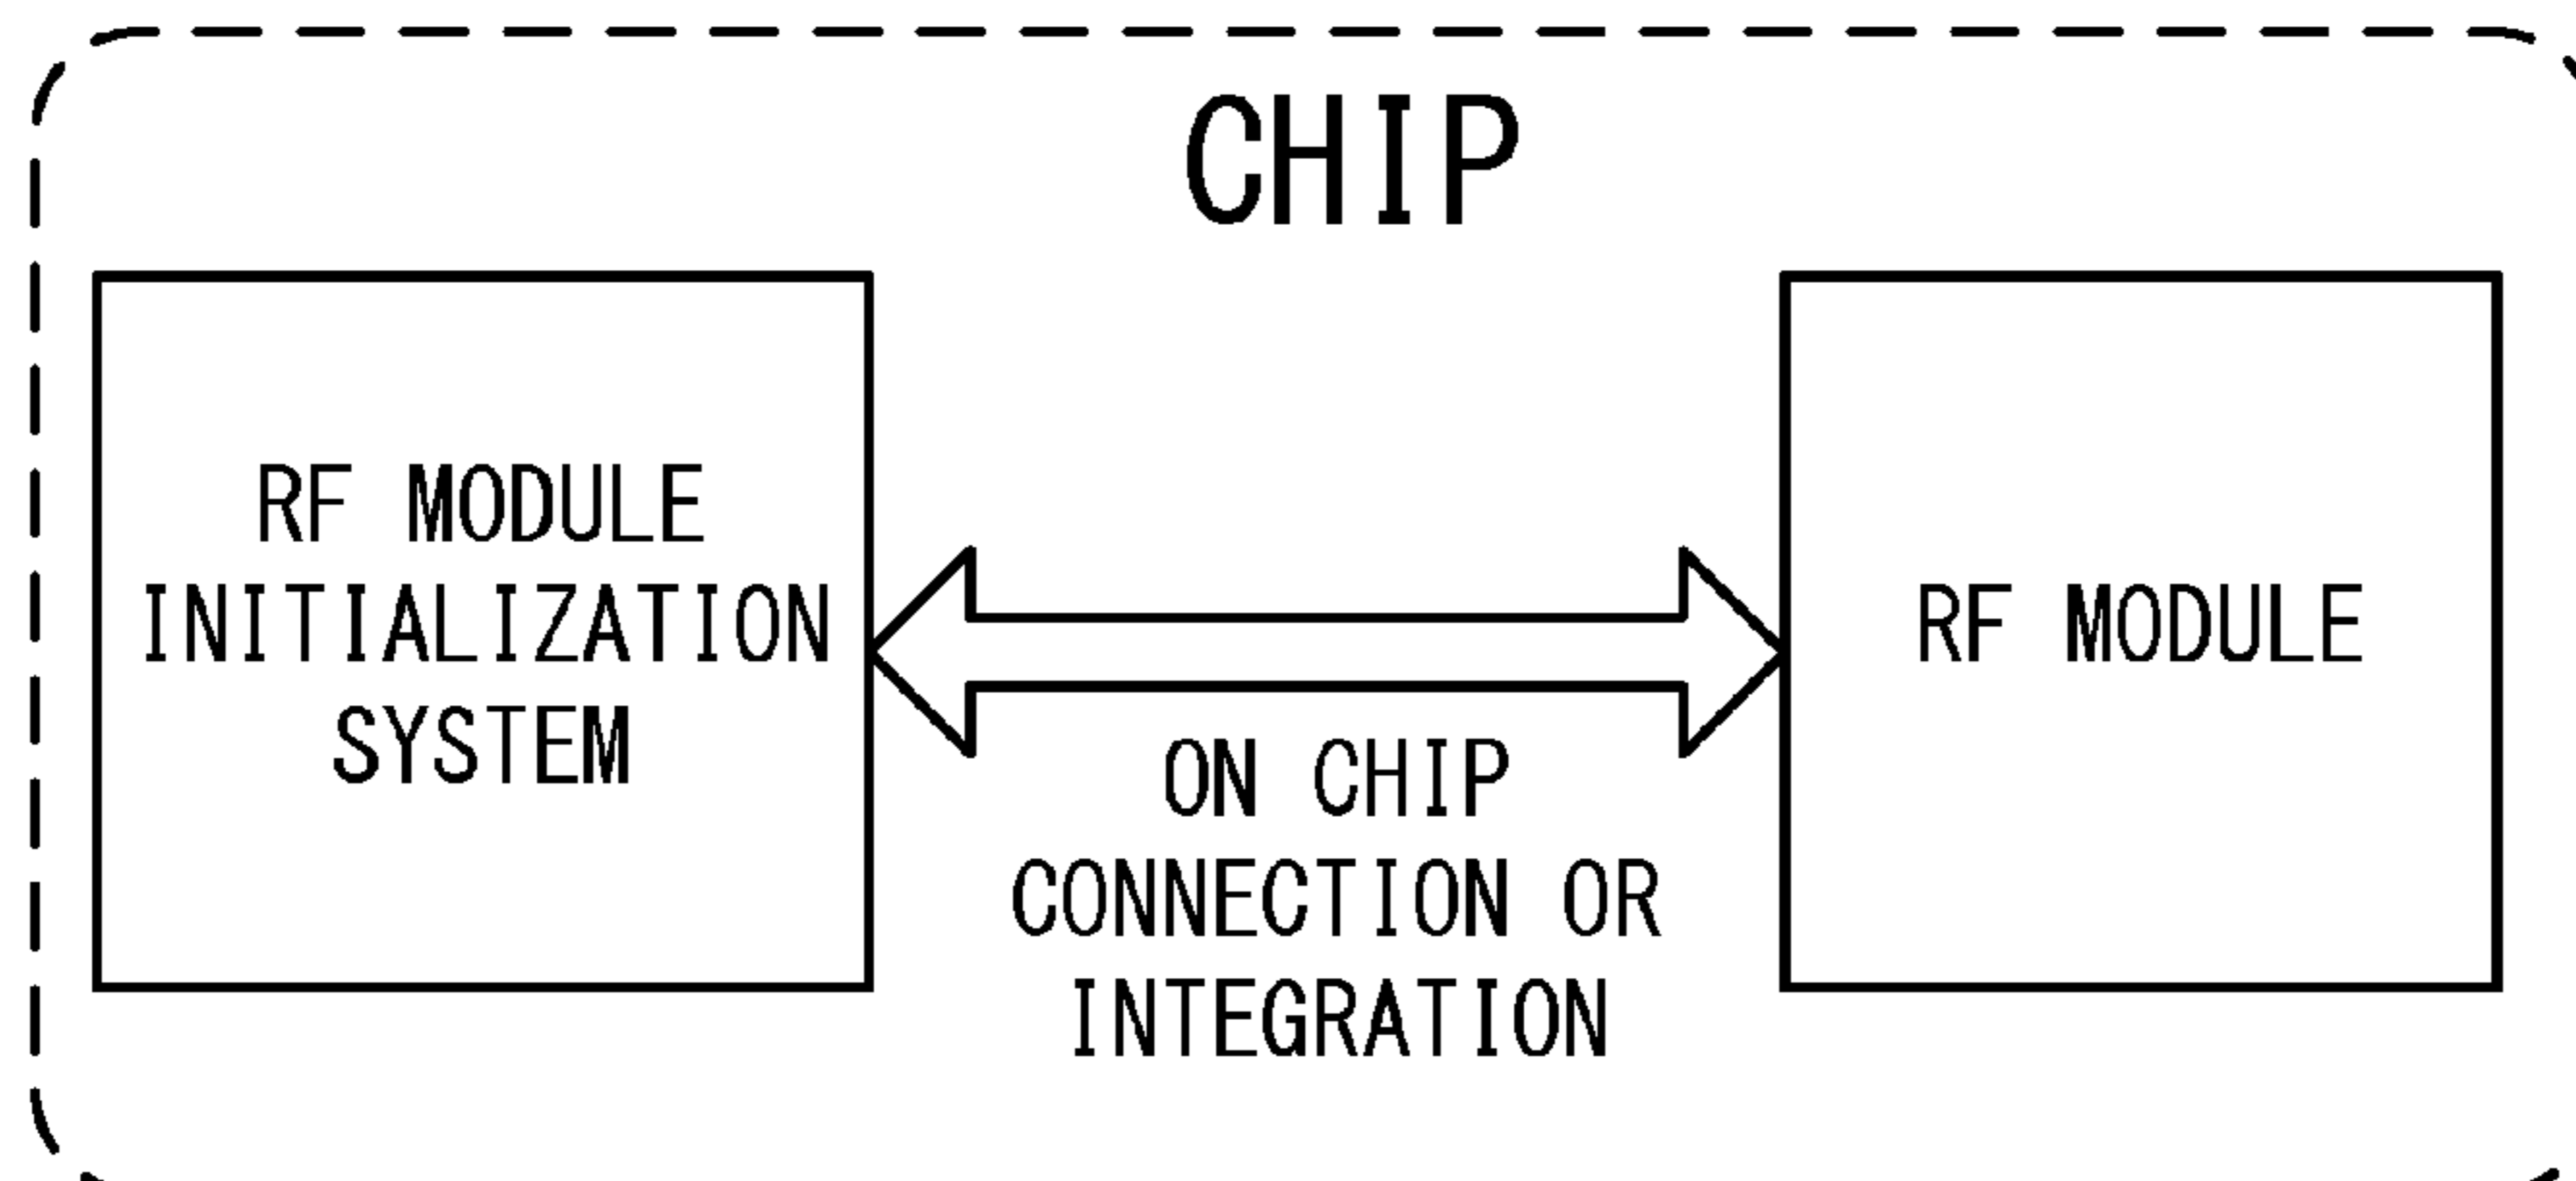 CHIP
RF MODULE
INITIALIZATION
SYSTEM
ON CHIP
CONNECTION OR
INTEGRATION
RF MODULE